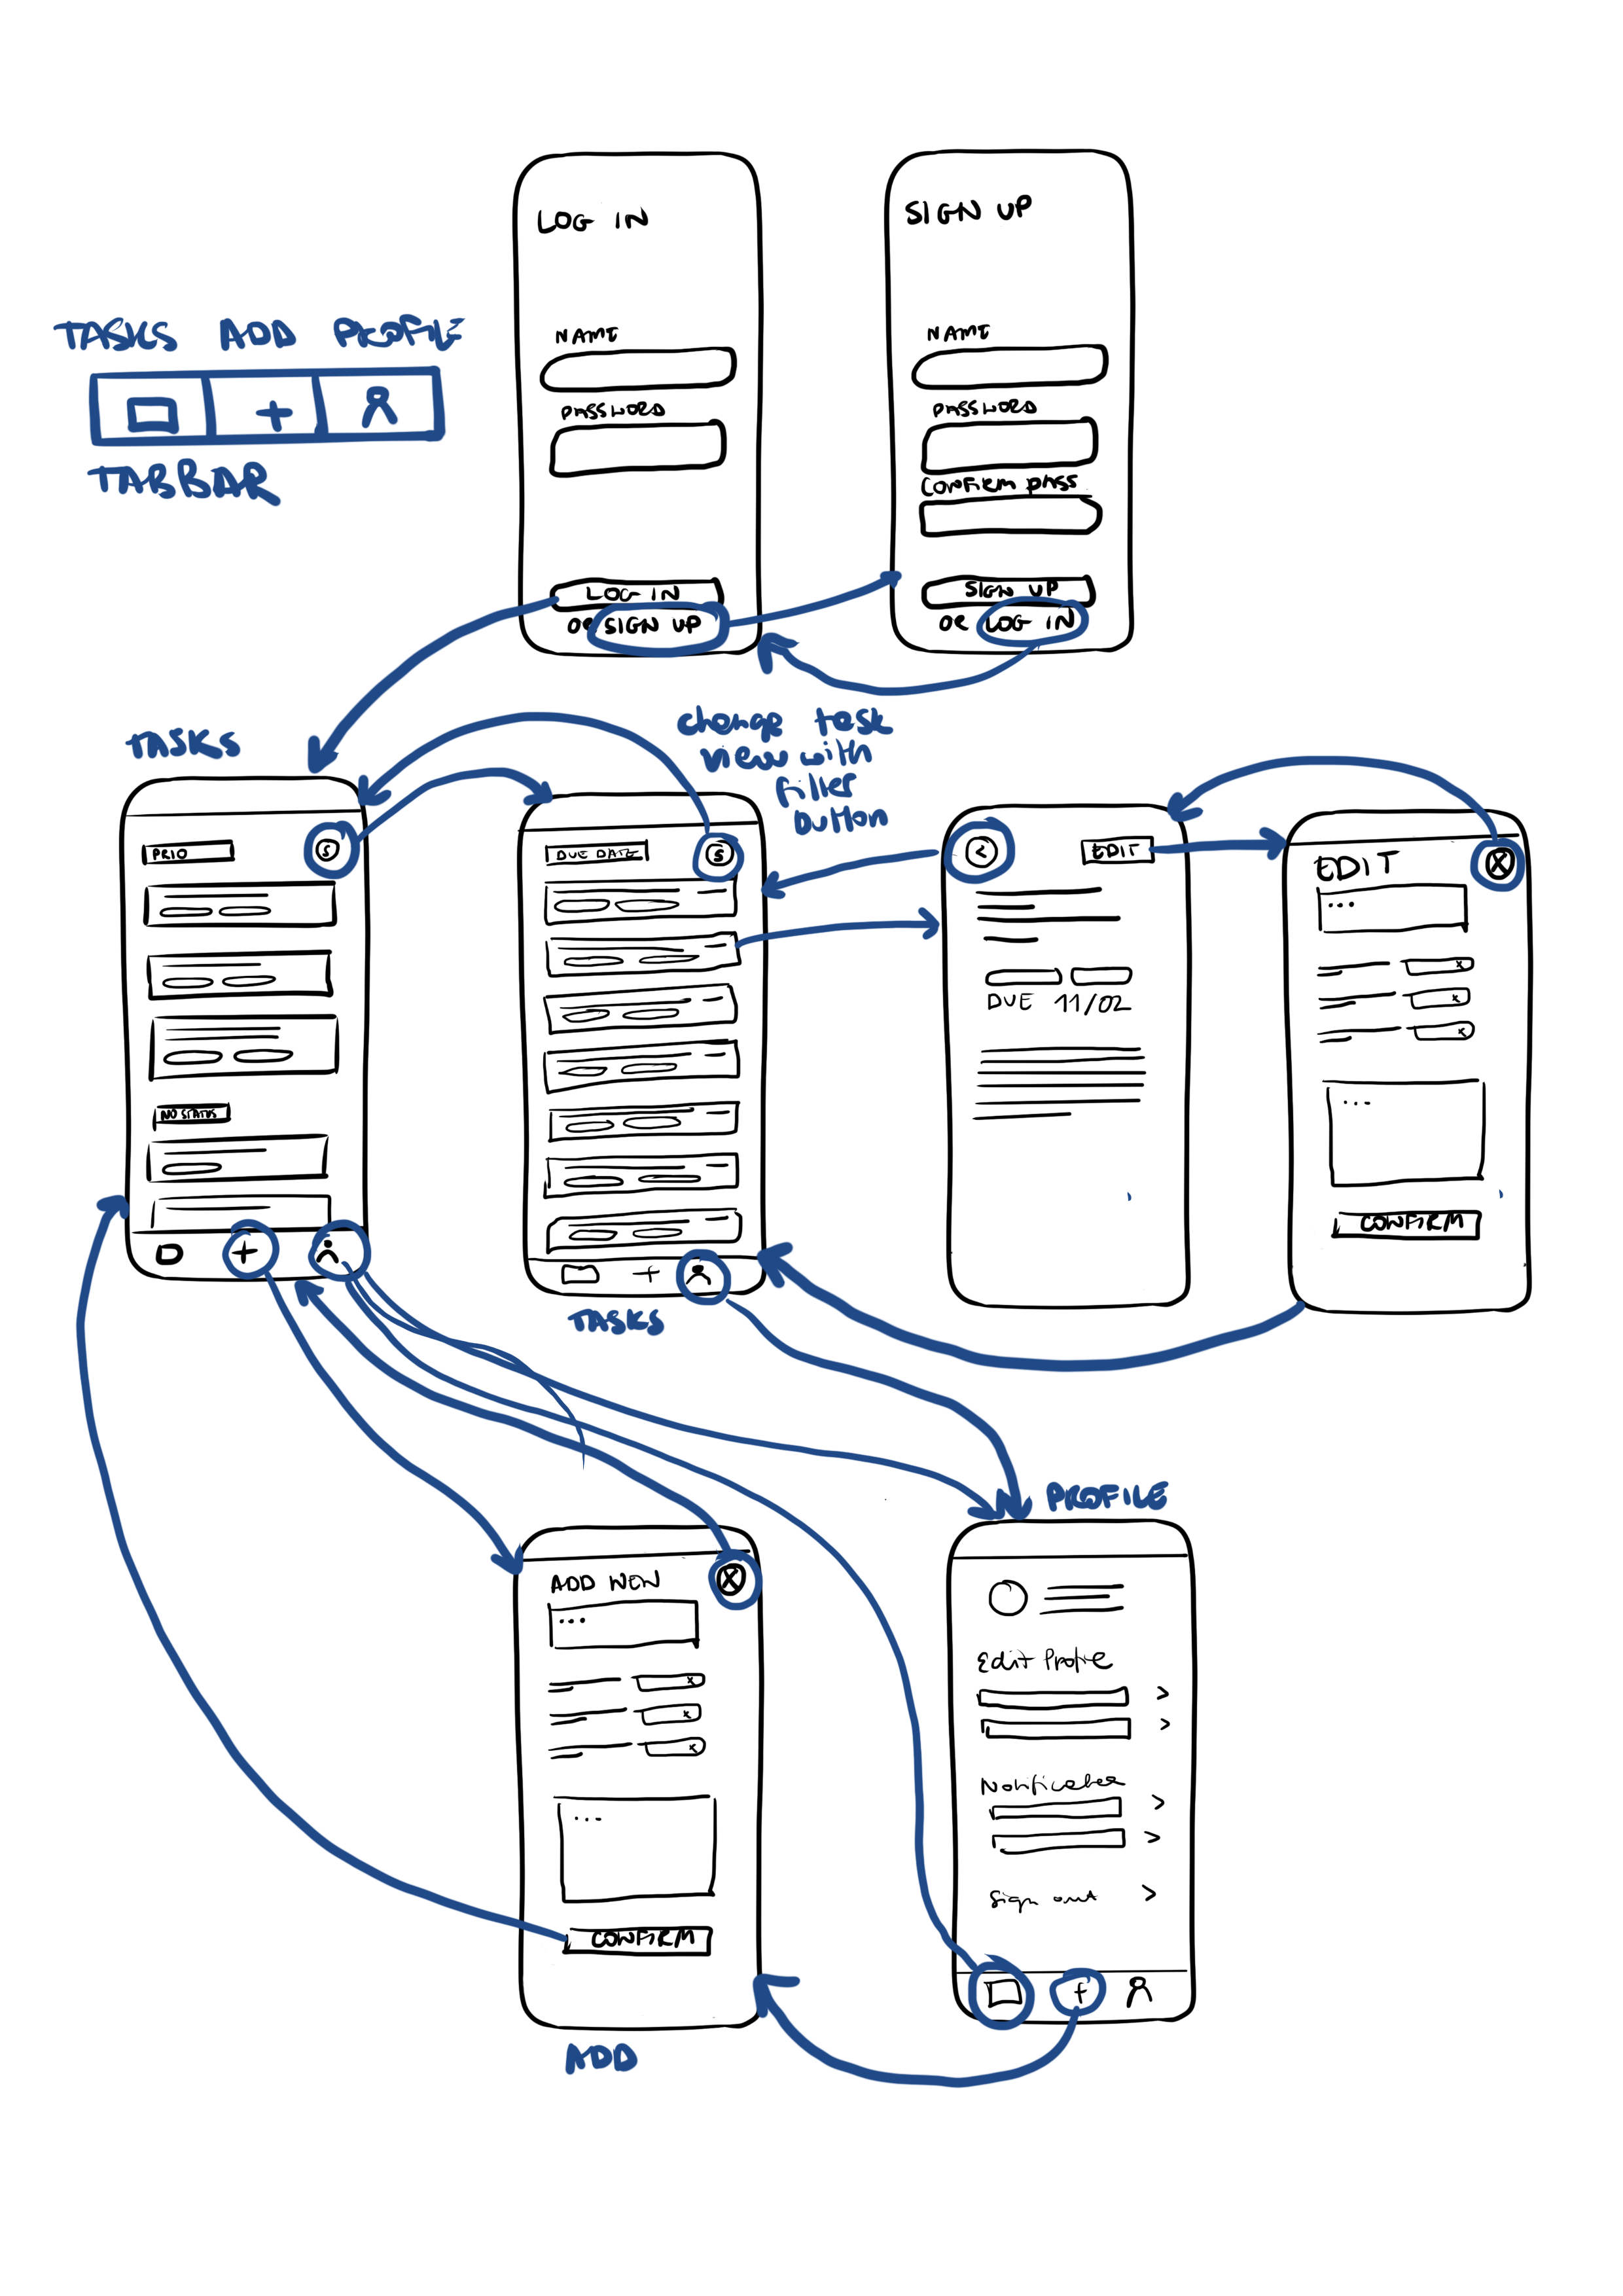 LOG IN
NAME
PASSWORD
LOG IN
OR SIGN UP
SIGN UP
NAME
PASSWORD
CONFIRM PASS
SIGN UP
OR LOG IN
TASKS ADD PROFILE
+
TABBAR
change task
view with
filter
button
TASKS
PRIO
S
NO STATUS
+
DUE DATE
S
+
TASKS
<
EDIT
DUE 11/02
EDIT
X
...
x
x
x
...
CONFIRM
ADD NEW
X
...
x
x
x
...
CONFIRM
ADD
PROFILE
Edit Profile
>
>
>
>
Sign out >
+